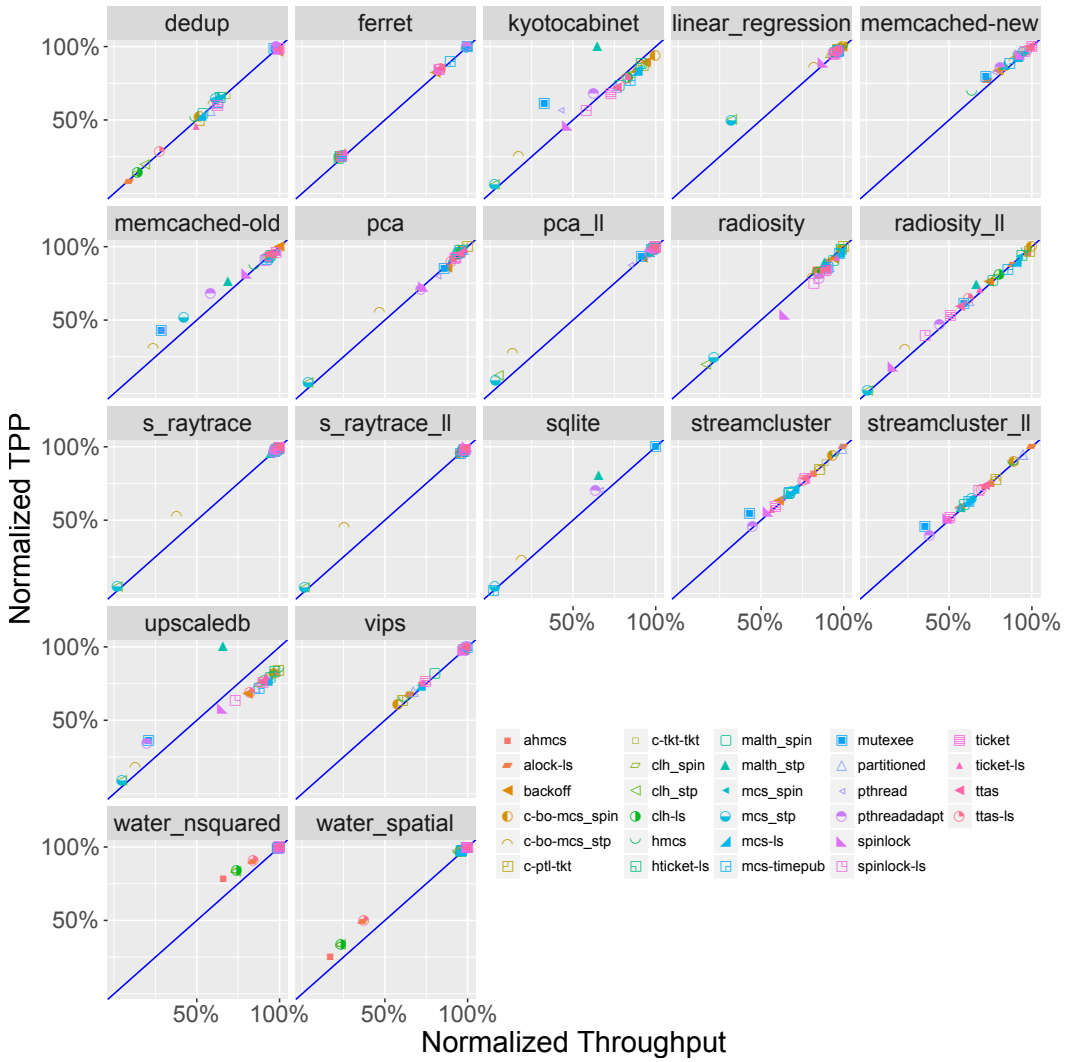 dedup ferret kyotocabinet linear_regression memcached-new
100%
50%
memcached-old pca pca_ll radiosity radiosity_ll
100%
50%
s_raytrace s_raytrace_ll sqlite streamcluster streamcluster_ll
100%
50%
50% 100% 50% 100% 50% 100%
upscaledb vips
100%
50%
water_nsquared water_spatial
100%
50%
50% 100% 50% 100%
Normalized TPP
Normalized Throughput
ahmcs c-tkt-tkt malth_spin mutexee ticket
alock-ls clh_spin malth_stp partitioned ticket-ls
backoff clh_stp mcs_spin pthread ttas
c-bo-mcs_spin clh-ls mcs_stp pthreadadapt ttas-ls
c-bo-mcs_stp hmcs mcs-ls spinlock
c-ptl-tkt hticket-ls mcs-timepub spinlock-ls